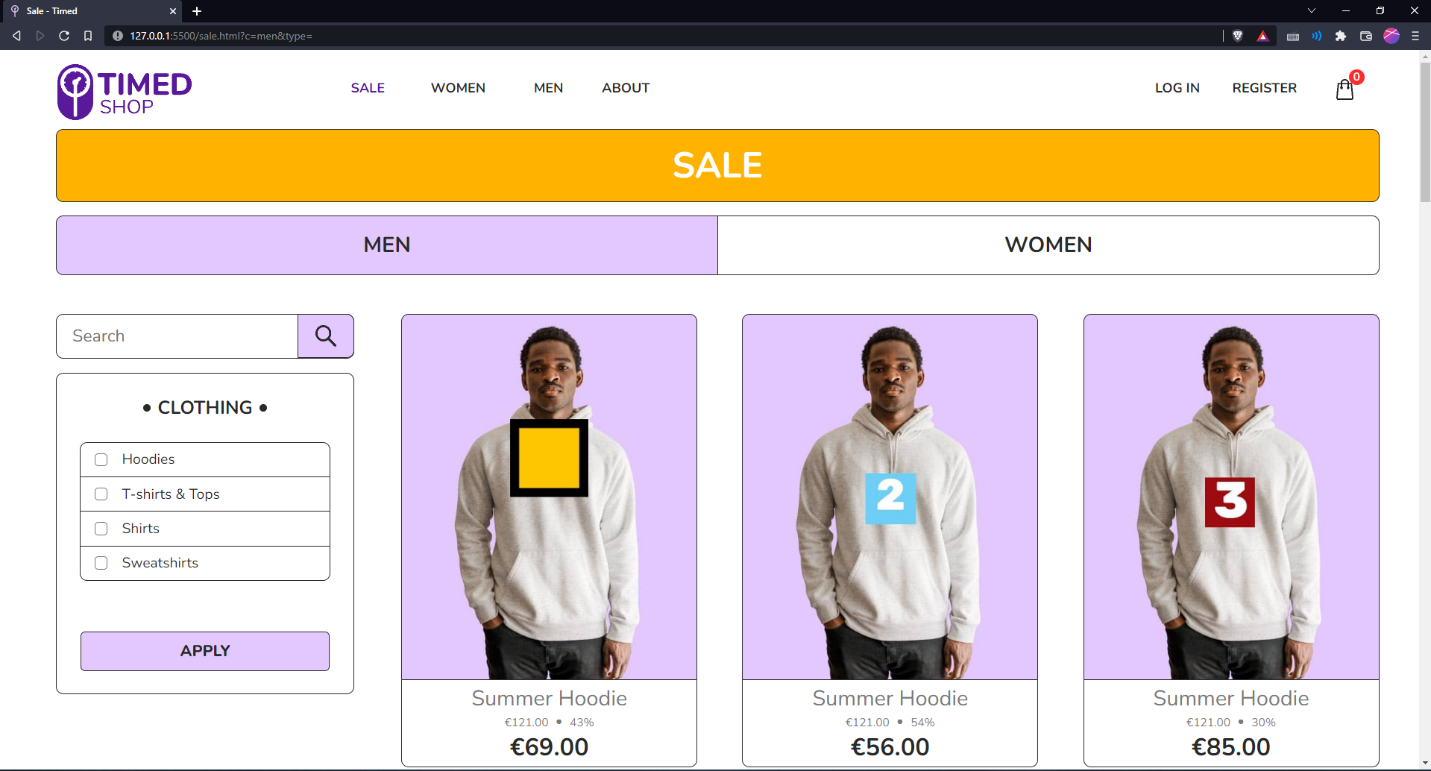 Sale - Timed
127.0.0.1:5500/sale.html?c=men&type=
TIMED
SHOP
SALE
WOMEN
MEN
ABOUT
LOG IN
REGISTER
0
SALE
MEN
WOMEN
Search
• CLOTHING •
Hoodies
T-shirts & Tops
Shirts
Sweatshirts
APPLY
Summer Hoodie
€121.00 • 43%
€69.00
2
Summer Hoodie
€121.00 • 54%
€56.00
3
Summer Hoodie
€121.00 • 30%
€85.00